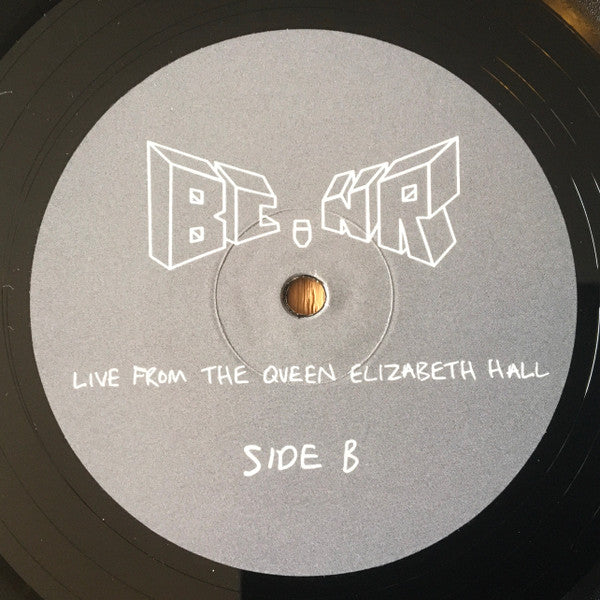 BC,NR
LIVE FROM THE QUEEN ELIZABETH HALL
SIDE B